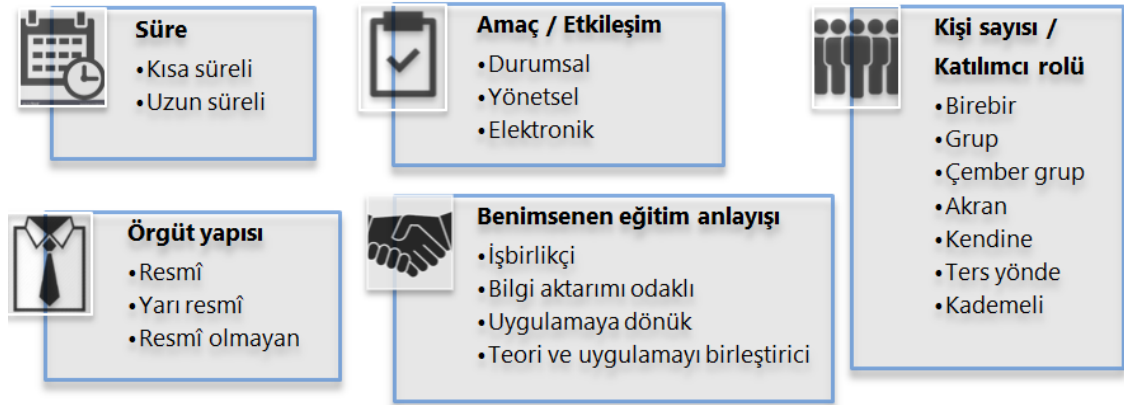 Süre
•Kısa süreli
•Uzun süreli
Amaç / Etkileşim
•Durumsal
•Yönetsel
•Elektronik
Kişi sayısı /
Katılımcı rolü
•Birebir
•Grup
•Çember grup
•Akran
•Kendine
•Ters yönde
•Kademeli
Örgüt yapısı
•Resmî
•Yarı resmî
•Resmî olmayan
Benimsenen eğitim anlayışı
•İşbirlikçi
•Bilgi aktarımı odaklı
•Uygulamaya dönük
•Teori ve uygulamayı birleştirici